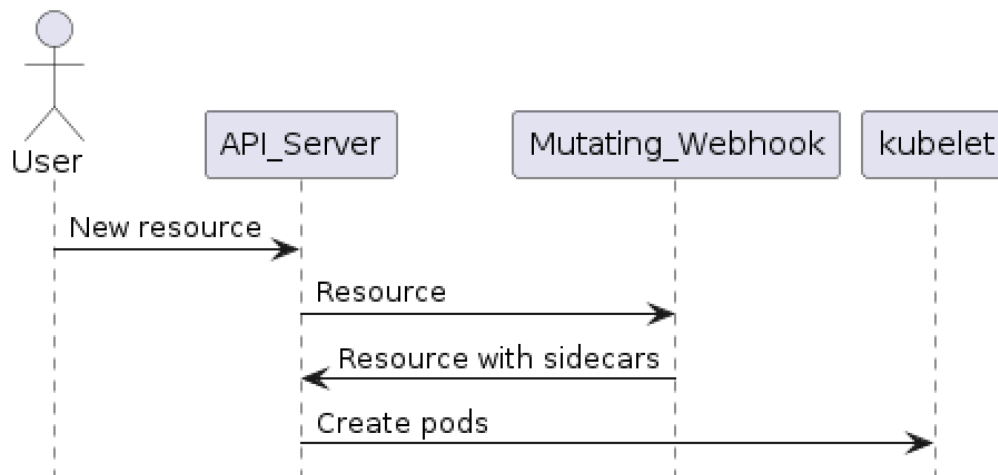 User
API_Server
Mutating_Webhook
kubelet
New resource
Resource
Resource with sidecars
Create pods